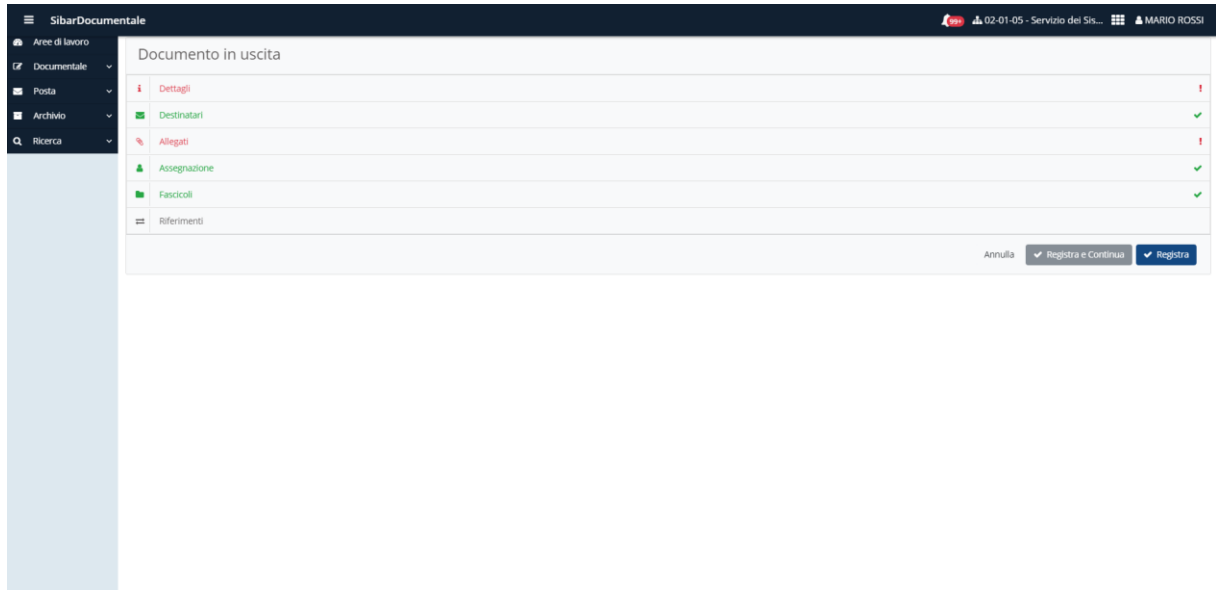 SibarDocumentale
99+ 02-01-05 - Servizio dei Sis... MARIO ROSSI
Aree di lavoro
Documentale
Posta
Archivio
Ricerca
Documento in uscita
Dettagli
Destinatari
Allegati
Assegnazione
Fascicoli
Riferimenti
Annulla Registra e Continua Registra